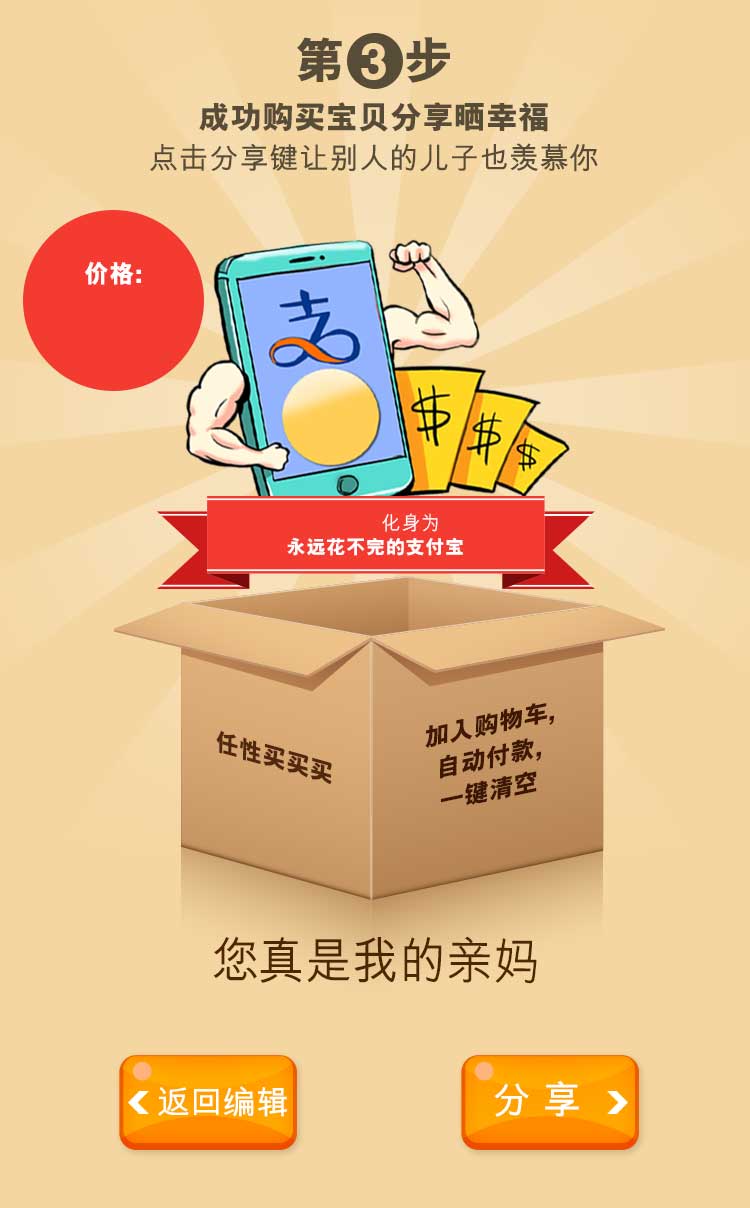 第3步
成功购买宝贝分享晒幸福
点击分享键让别人的儿子也羡慕你
价格:
支
$
$
$
化身为
永远花不完的支付宝
任性买买买
加入购物车,
自动付款,
一键清空
您真是我的亲妈
返回编辑
分享